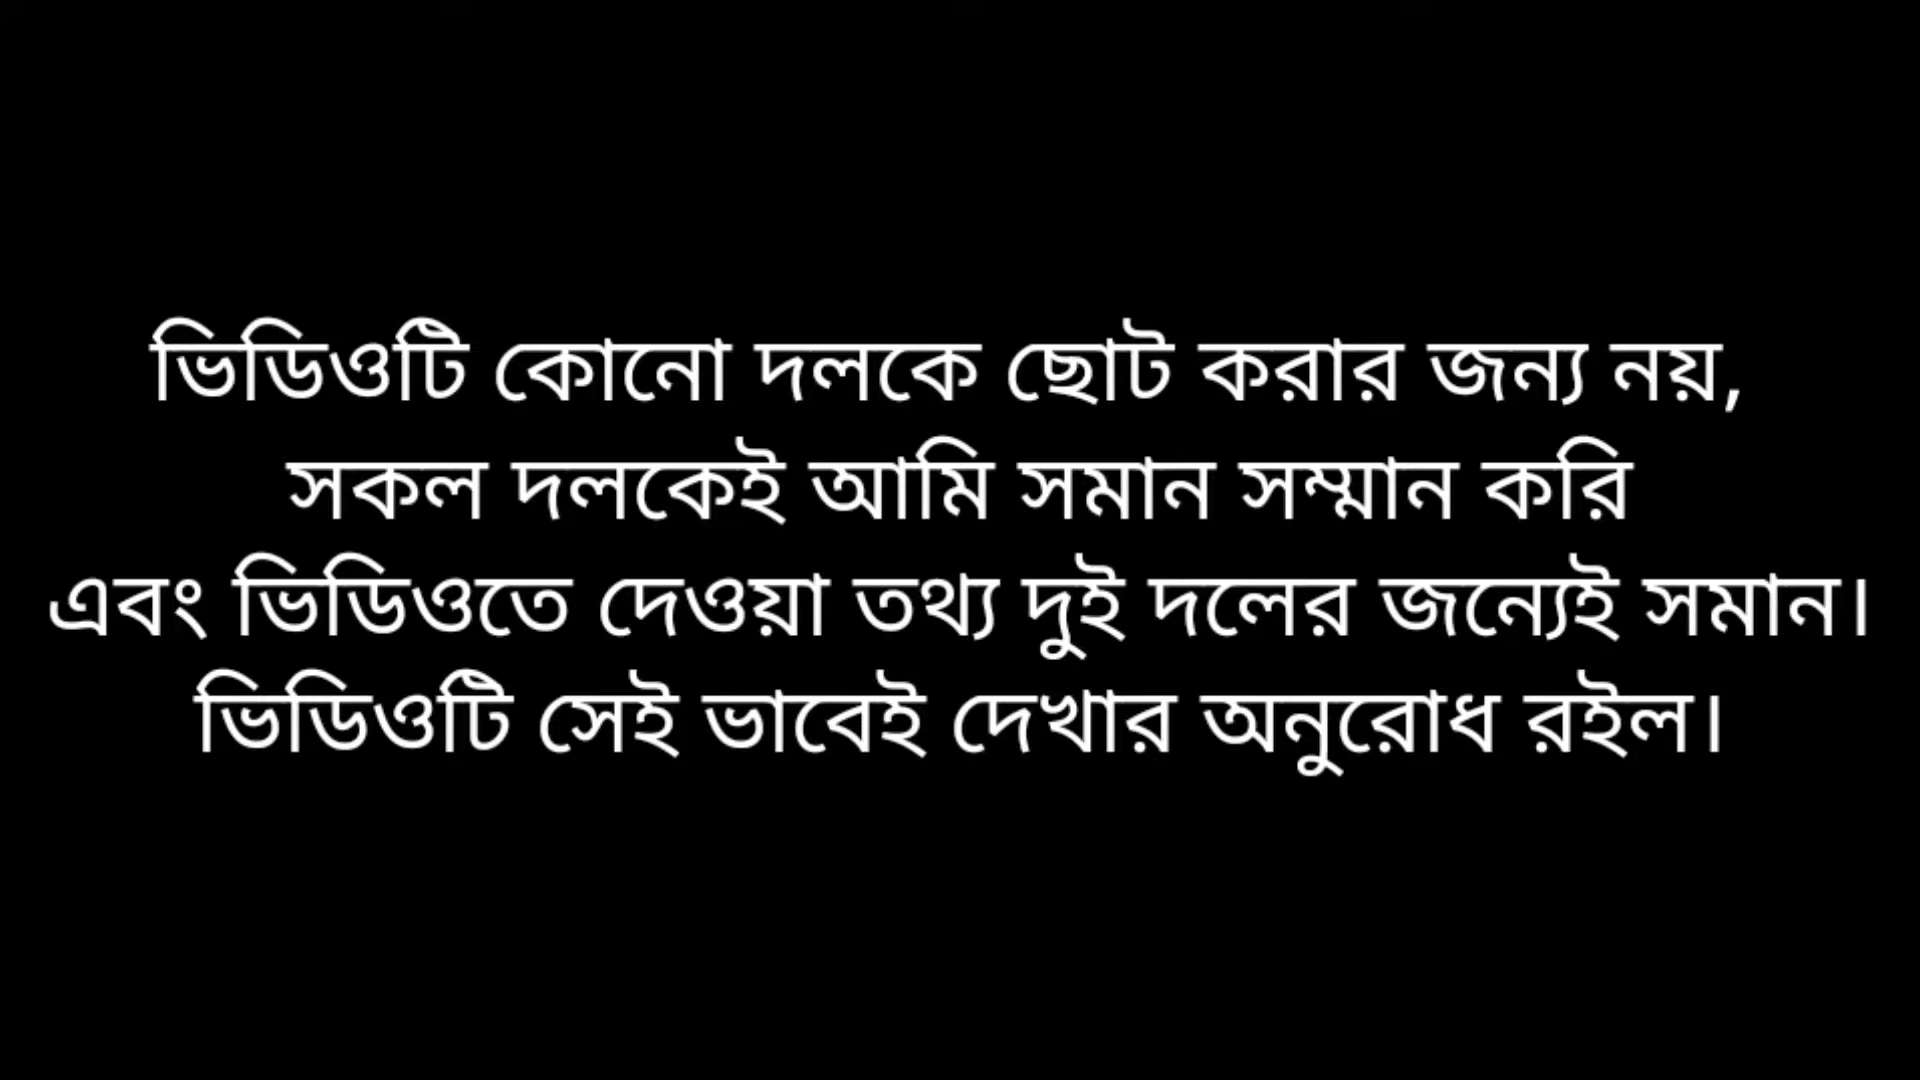 ভিডিওটি কোনো দলকে ছোট করার জন্য নয়,
সকল দলকেই আমি সমান সম্মান করি
এবং ভিডিওতে দেওয়া তথ্য দুই দলের জন্যেই সমান।
ভিডিওটি সেই ভাবেই দেখার অনুরোধ রইল।